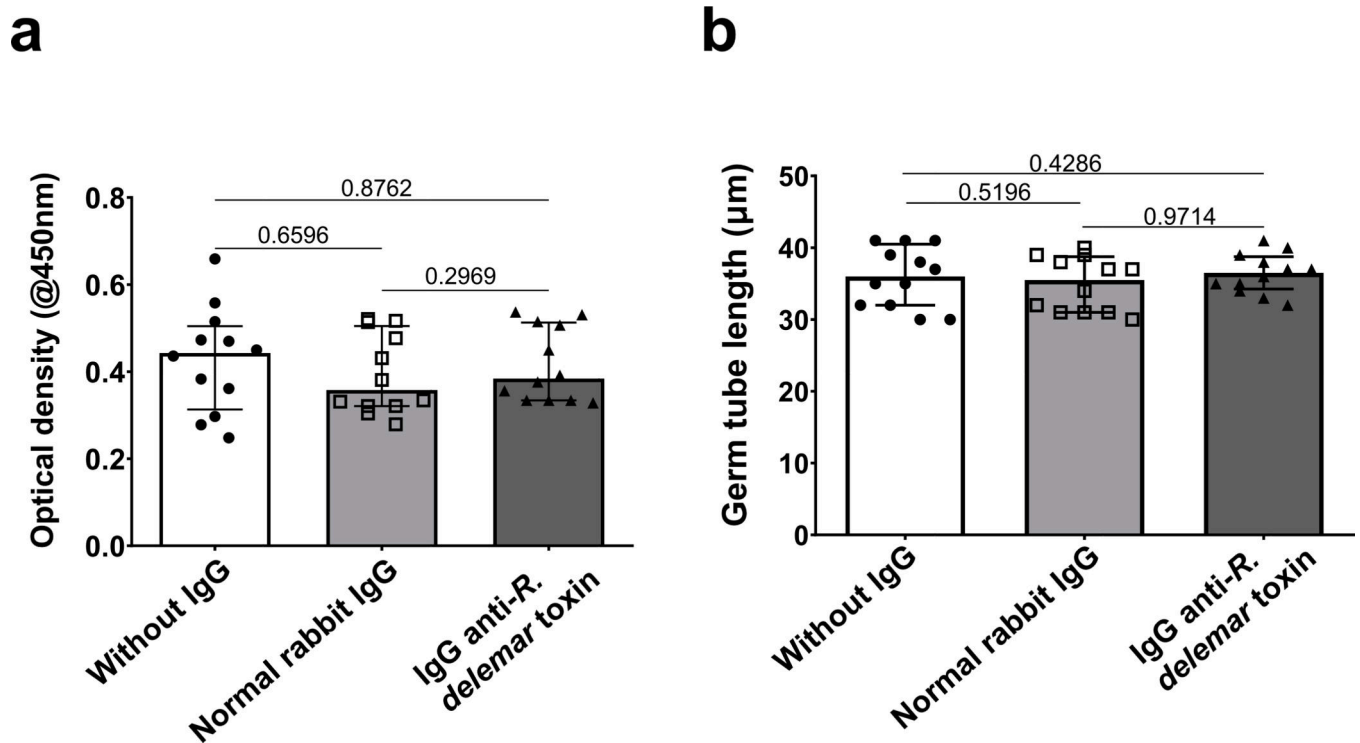 a
Optical density (@450nm)
0.8
0.6
0.4
0.2
0.0
0.8762
0.6596
0.2969
Without IgG
Normal rabbit IgG
IgG anti-R.
delemar toxin
b
Germ tube length (µm)
50
40
30
20
10
0
0.4286
0.5196
0.9714
Without IgG
Normal rabbit IgG
IgG anti-R.
delemar toxin